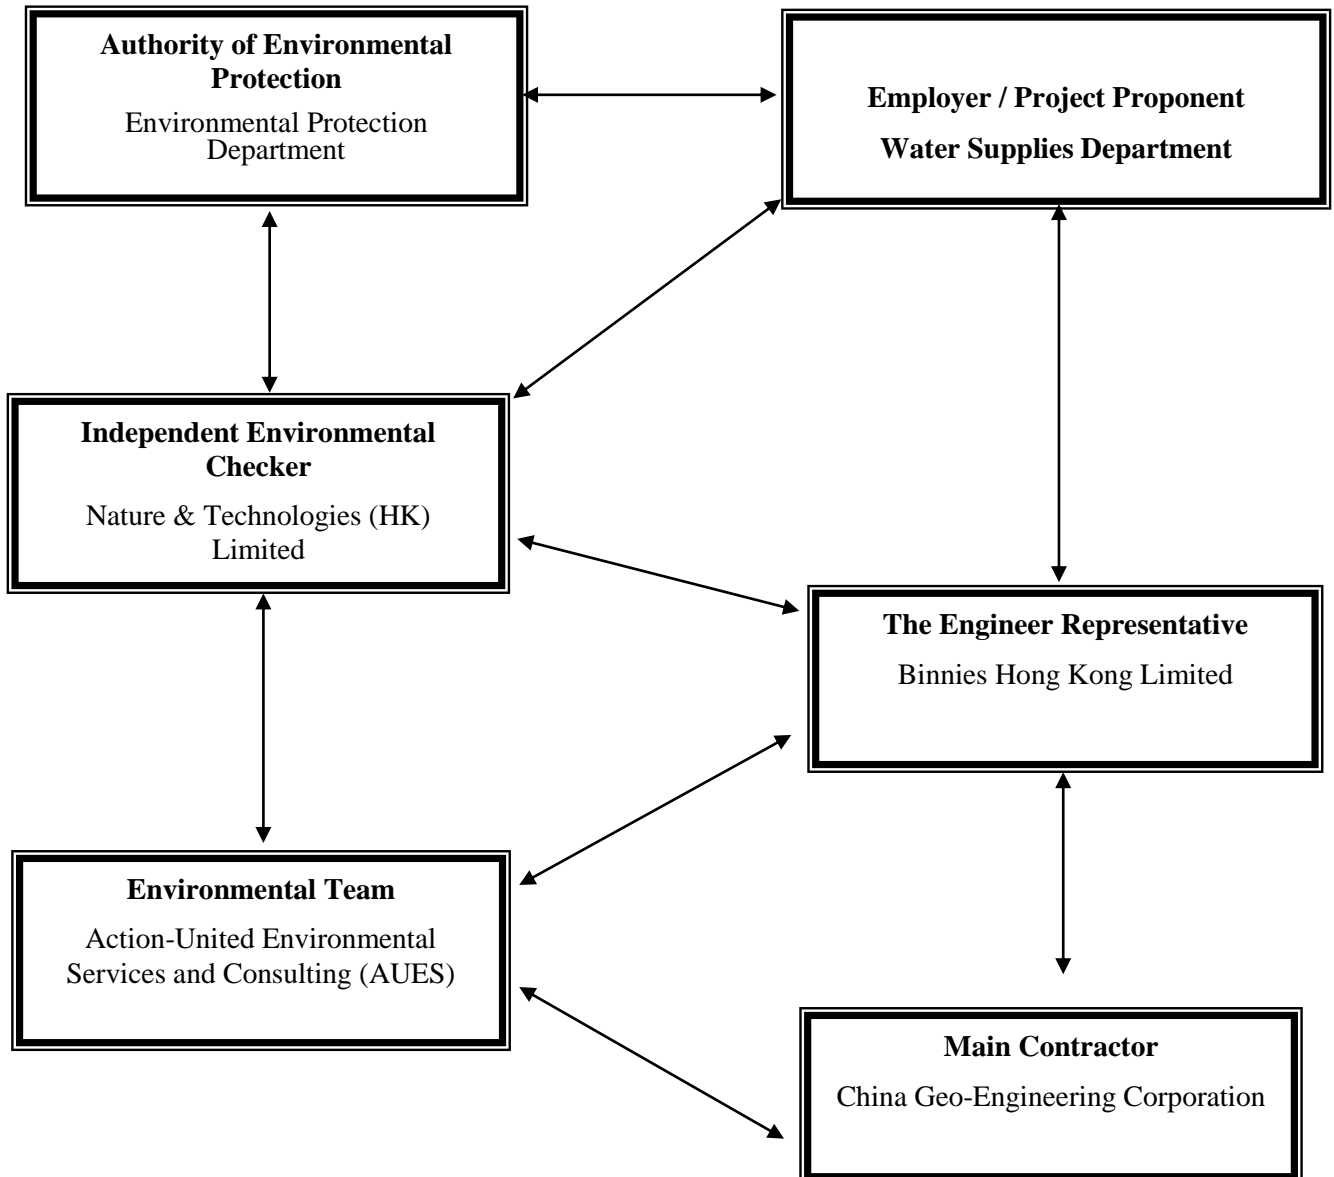 Authority of Environmental
Protection
Environmental Protection
Department
Employer / Project Proponent
Water Supplies Department
Independent Environmental
Checker
Nature & Technologies (HK)
Limited
The Engineer Representative
Binnies Hong Kong Limited
Environmental Team
Action-United Environmental
Services and Consulting (AUES)
Main Contractor
China Geo-Engineering Corporation